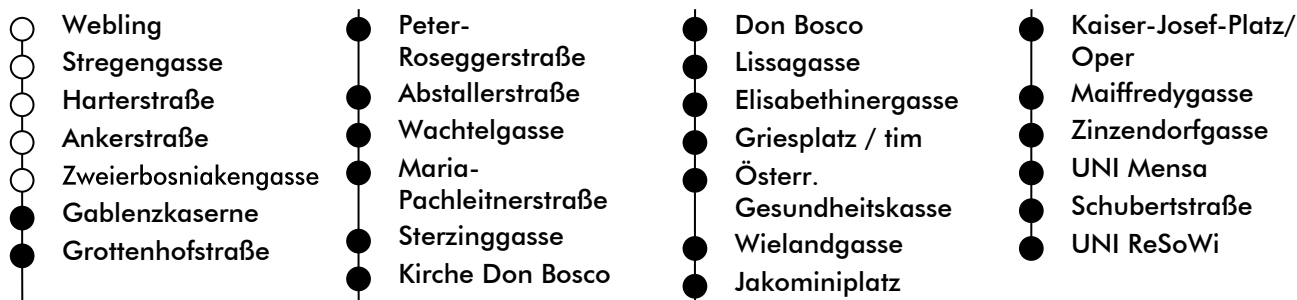 Webling
Stregengasse
Harterstraße
Ankerstraße
Zweierbosniakengasse
Gablenzkaserne
Grottenhofstraße
Peter-
Roseggerstraße
Abstallerstraße
Wachtelgasse
Maria-
Pachleitnerstraße
Sterzinggasse
Kirche Don Bosco
Don Bosco
Lissagasse
Elisabethinergasse
Griesplatz / tim
Österr.
Gesundheitskasse
Wielandgasse
Jakominiplatz
Kaiser-Josef-Platz/
Oper
Maiffredygasse
Zinzendorfgasse
UNI Mensa
Schubertstraße
UNI ReSoWi